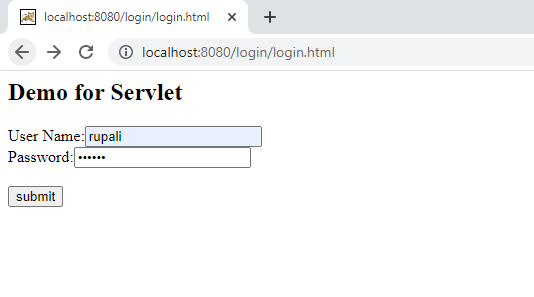 localhost:8080/login/login.html
localhost:8080/login/login.html
Demo for Servlet
User Name:rupali
Password:••••••
submit